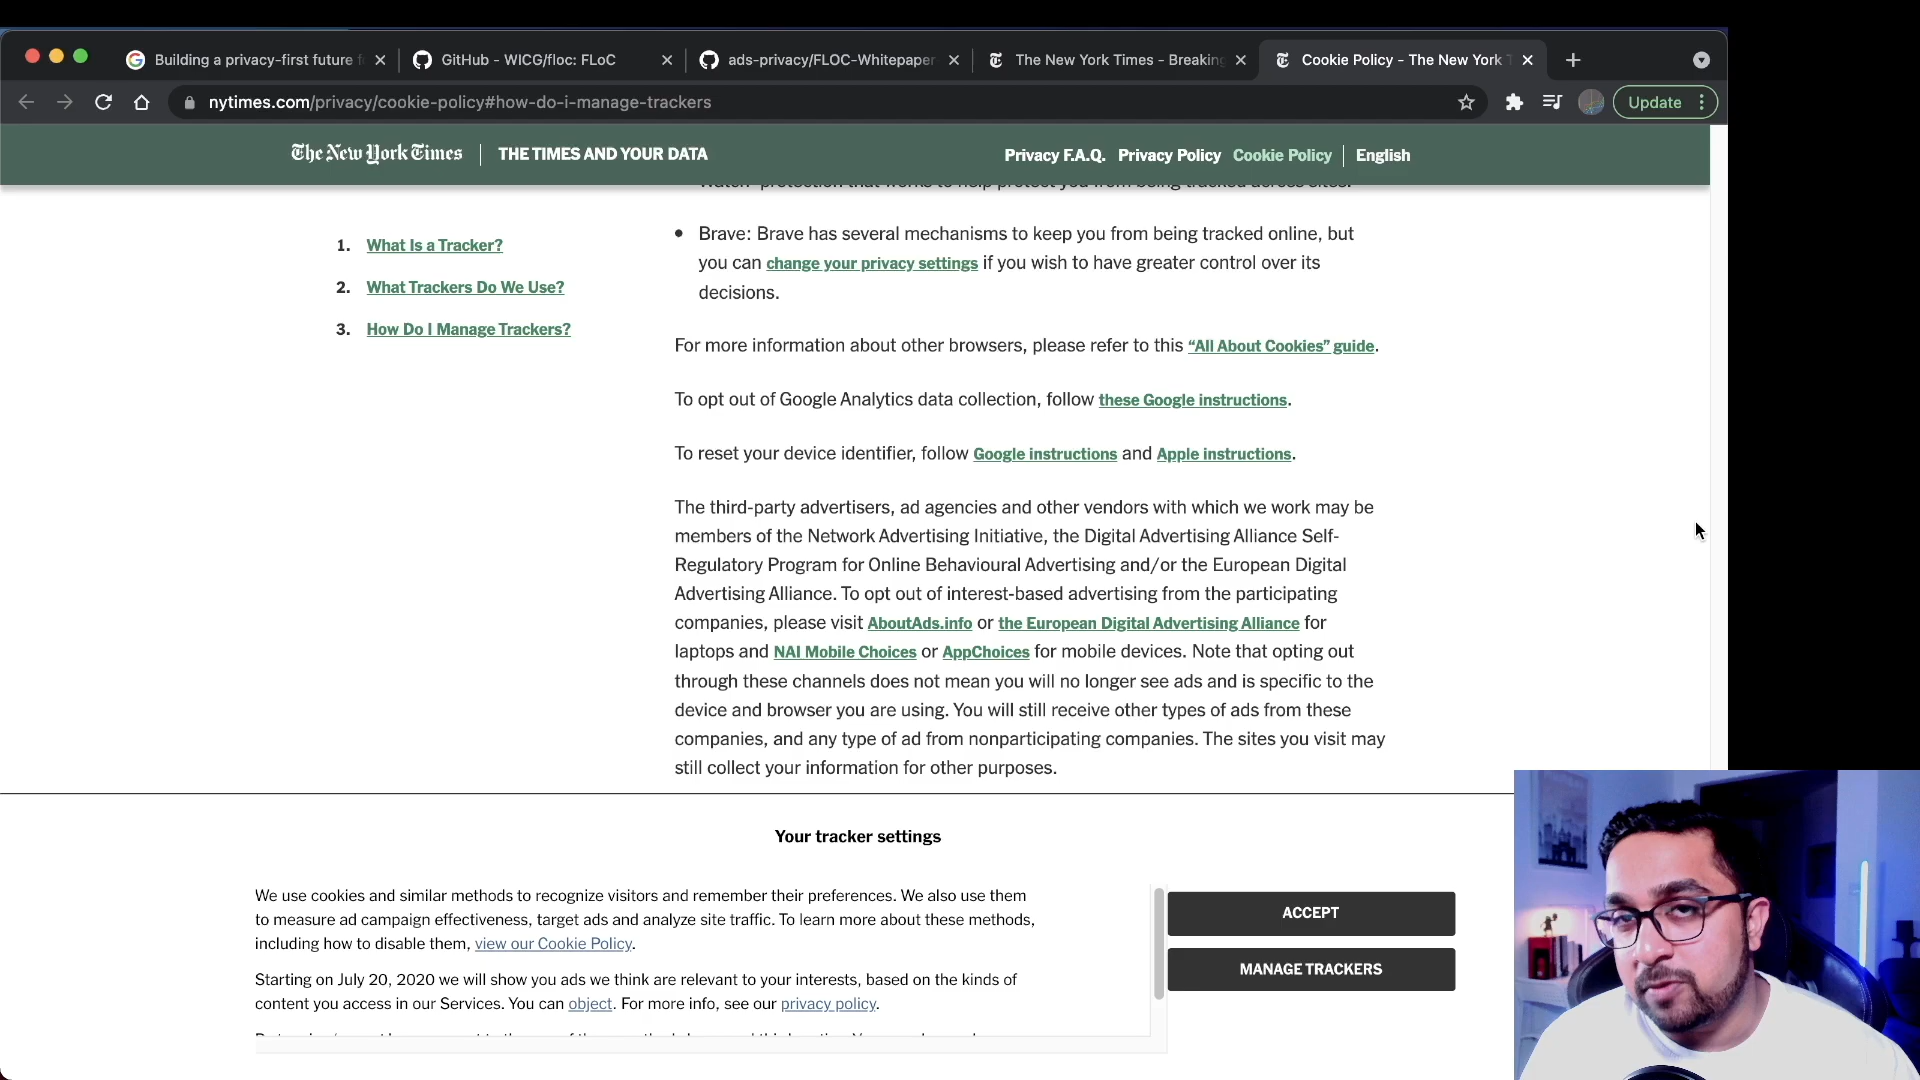 Building a privacy-first future f
GitHub - WICG/floc: FLoC
ads-privacy/FLOC-Whitepaper-
The New York Times - Breaking
Cookie Policy - The New York T
nytimes.com/privacy/cookie-policy#how-do-i-manage-trackers
Update
The New York Times
THE TIMES AND YOUR DATA
Privacy F.A.Q.
Privacy Policy
Cookie Policy
English
1. What Is a Tracker?
2. What Trackers Do We Use?
3. How Do I Manage Trackers?
• Brave: Brave has several mechanisms to keep you from being tracked online, but
you can change your privacy settings if you wish to have greater control over its
decisions.
For more information about other browsers, please refer to this “All About Cookies” guide.
To opt out of Google Analytics data collection, follow these Google instructions.
To reset your device identifier, follow Google instructions and Apple instructions.
The third-party advertisers, ad agencies and other vendors with which we work may be
members of the Network Advertising Initiative, the Digital Advertising Alliance Self-
Regulatory Program for Online Behavioural Advertising and/or the European Digital
Advertising Alliance. To opt out of interest-based advertising from the participating
companies, please visit AboutAds.info or the European Digital Advertising Alliance for
laptops and NAI Mobile Choices or AppChoices for mobile devices. Note that opting out
through these channels does not mean you will no longer see ads and is specific to the
device and browser you are using. You will still receive other types of ads from these
companies, and any type of ad from nonparticipating companies. The sites you visit may
still collect your information for other purposes.
Your tracker settings
We use cookies and similar methods to recognize visitors and remember their preferences. We also use them
to measure ad campaign effectiveness, target ads and analyze site traffic. To learn more about these methods,
including how to disable them, view our Cookie Policy.
Starting on July 20, 2020 we will show you ads we think are relevant to your interests, based on the kinds of
content you access in our Services. You can object. For more info, see our privacy policy.
ACCEPT
MANAGE TRACKERS